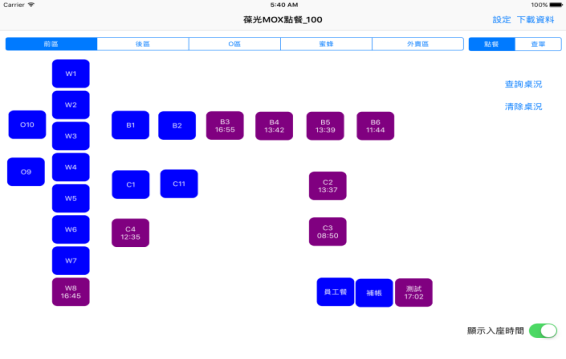 Carrier 5:40 AM 100%
葆光MOX點餐_100 設定 下載資料
前區 後區 O區 蜜蜂 外賣區 點餐 查單
W1
查詢桌況
W2
清除桌況
O10 B1 B2 B3 B4 B5 B6
16:55 13:42 13:39 11:44
W3
W4
O9 C1 C11 C2
13:37
W5
W6 C4 C3
12:35 08:50
W7
W8 員工餐 補帳 測試
16:45 17:02
顯示入座時間